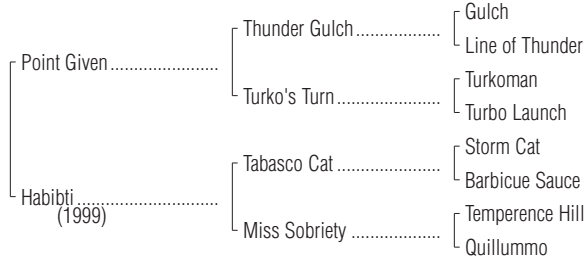 Gulch
Thunder Gulch ...................
Line of Thunder
Point Given .........................
Turkoman
Turko's Turn .......................
Turbo Launch
Storm Cat
Tabasco Cat .......................
Barbicue Sauce
Habibti ................................
(1999)
Temperence Hill
Miss Sobriety ....................
Quillummo